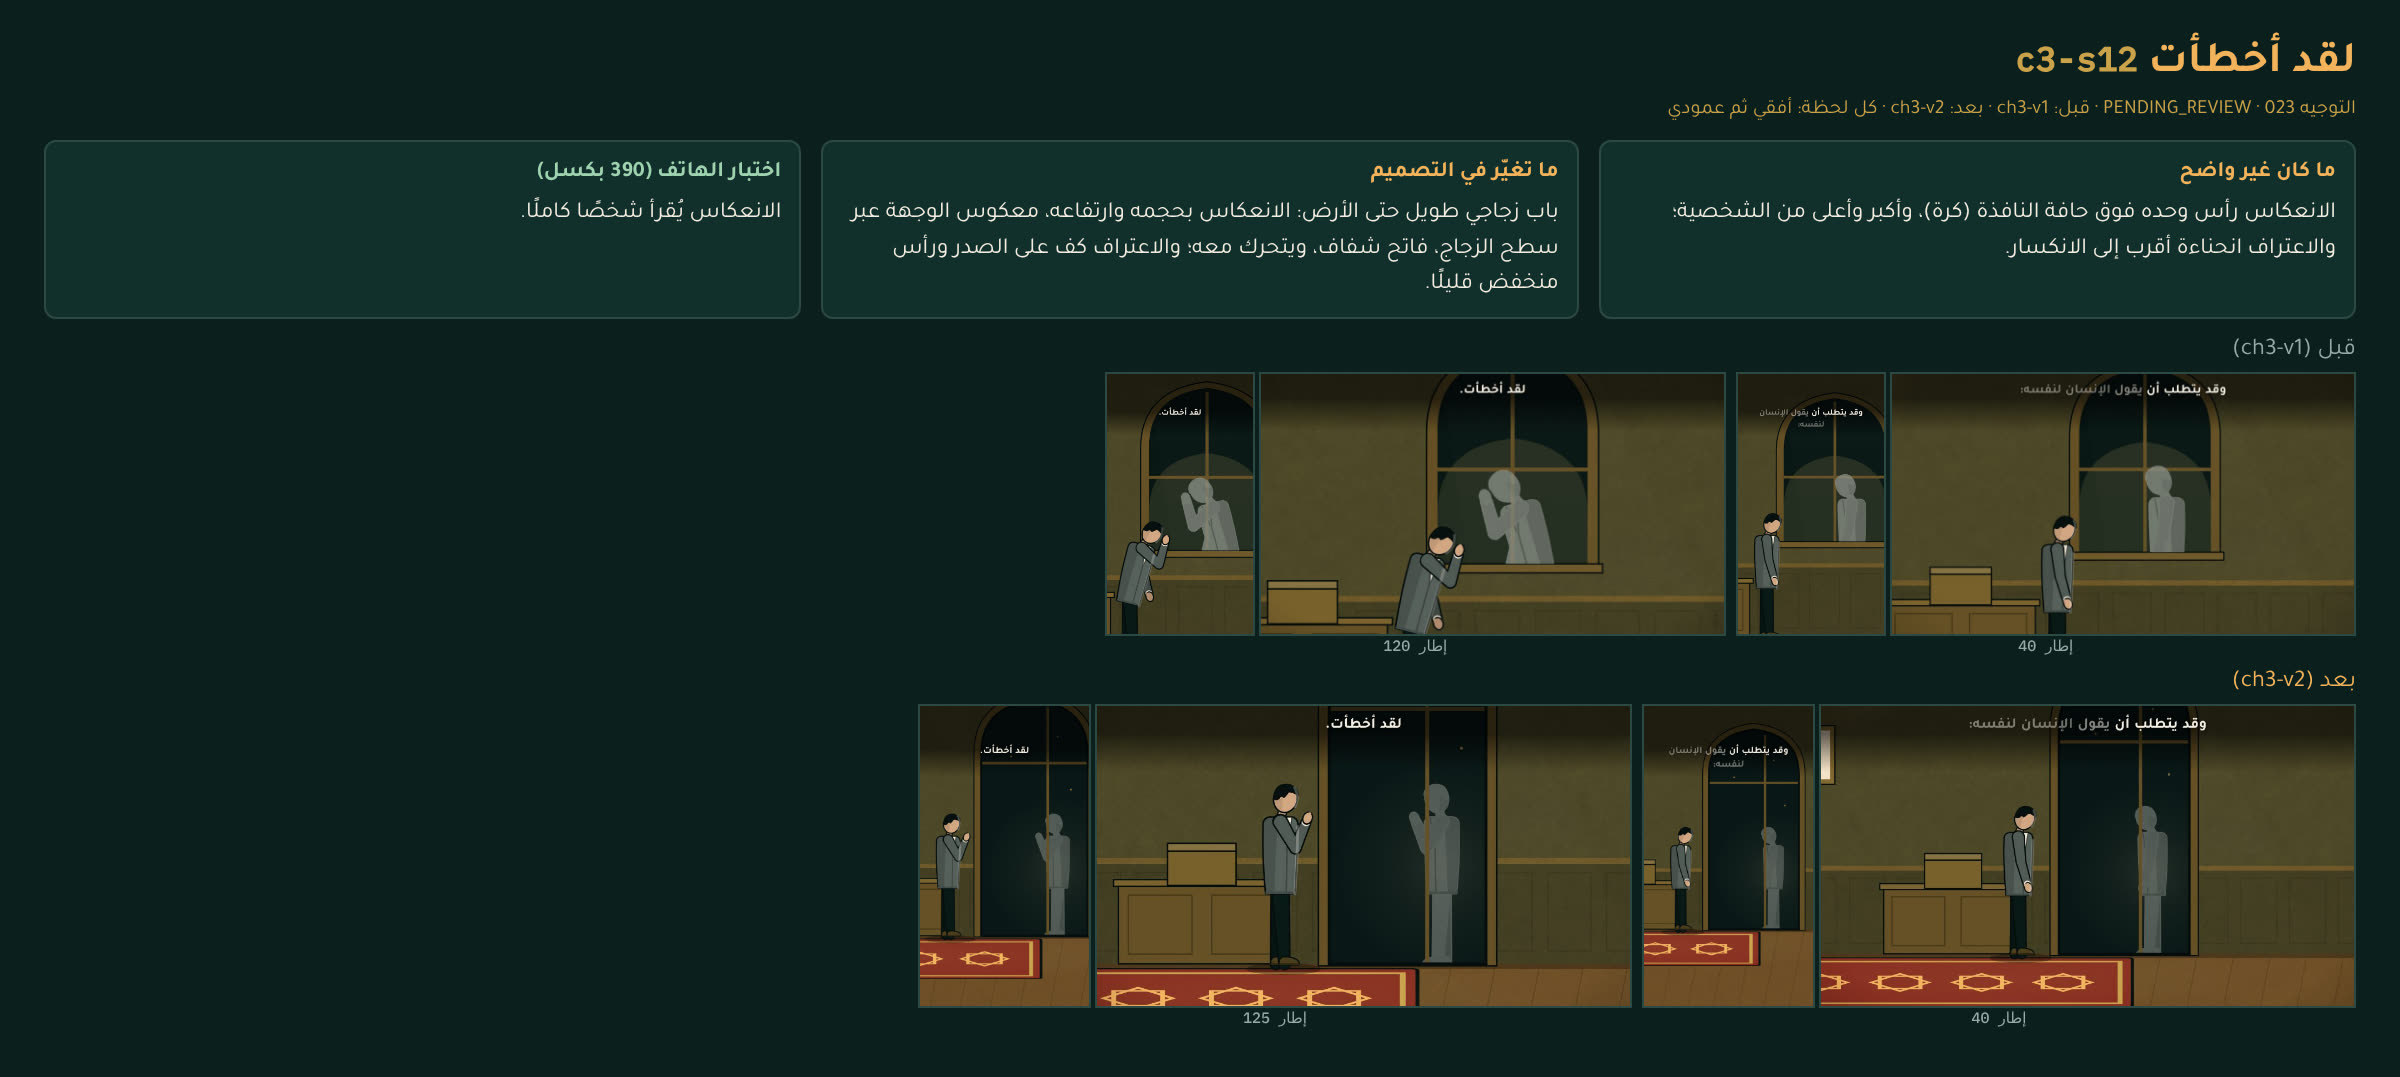 لقد أخطأت c3-s12
التوجيه 023 · PENDING_REVIEW · قبل: ch3-v1 · بعد: ch3-v2 · كل لحظة: أفقي ثم عمودي
ما كان غير واضح
الانعكاس رأس وحده فوق حافة النافذة (كرة)، وأكبر وأعلى من الشخصية؛
والاعتراف انحناءة أقرب إلى الانكسار.
ما تغيّر في التصميم
باب زجاجي طويل حتى الأرض: الانعكاس بحجمه وارتفاعه، معكوس الوجهة عبر
سطح الزجاج، فاتح شفاف، ويتحرك معه؛ والاعتراف كف على الصدر ورأس
منخفض قليلًا.
اختبار الهاتف (390 بكسل)
الانعكاس يُقرأ شخصًا كاملًا.
قبل (ch3-v1)
وقد يتطلب أن يقول الإنسان لنفسه:
وقد يتطلب أن يقول الإنسان
لنفسه:
إطار 40
لقد أخطأت.
لقد أخطأت.
إطار 120
بعد (ch3-v2)
وقد يتطلب أن يقول الإنسان لنفسه:
وقد يتطلب أن يقول الإنسان
لنفسه:
إطار 40
لقد أخطأت.
لقد أخطأت.
إطار 125